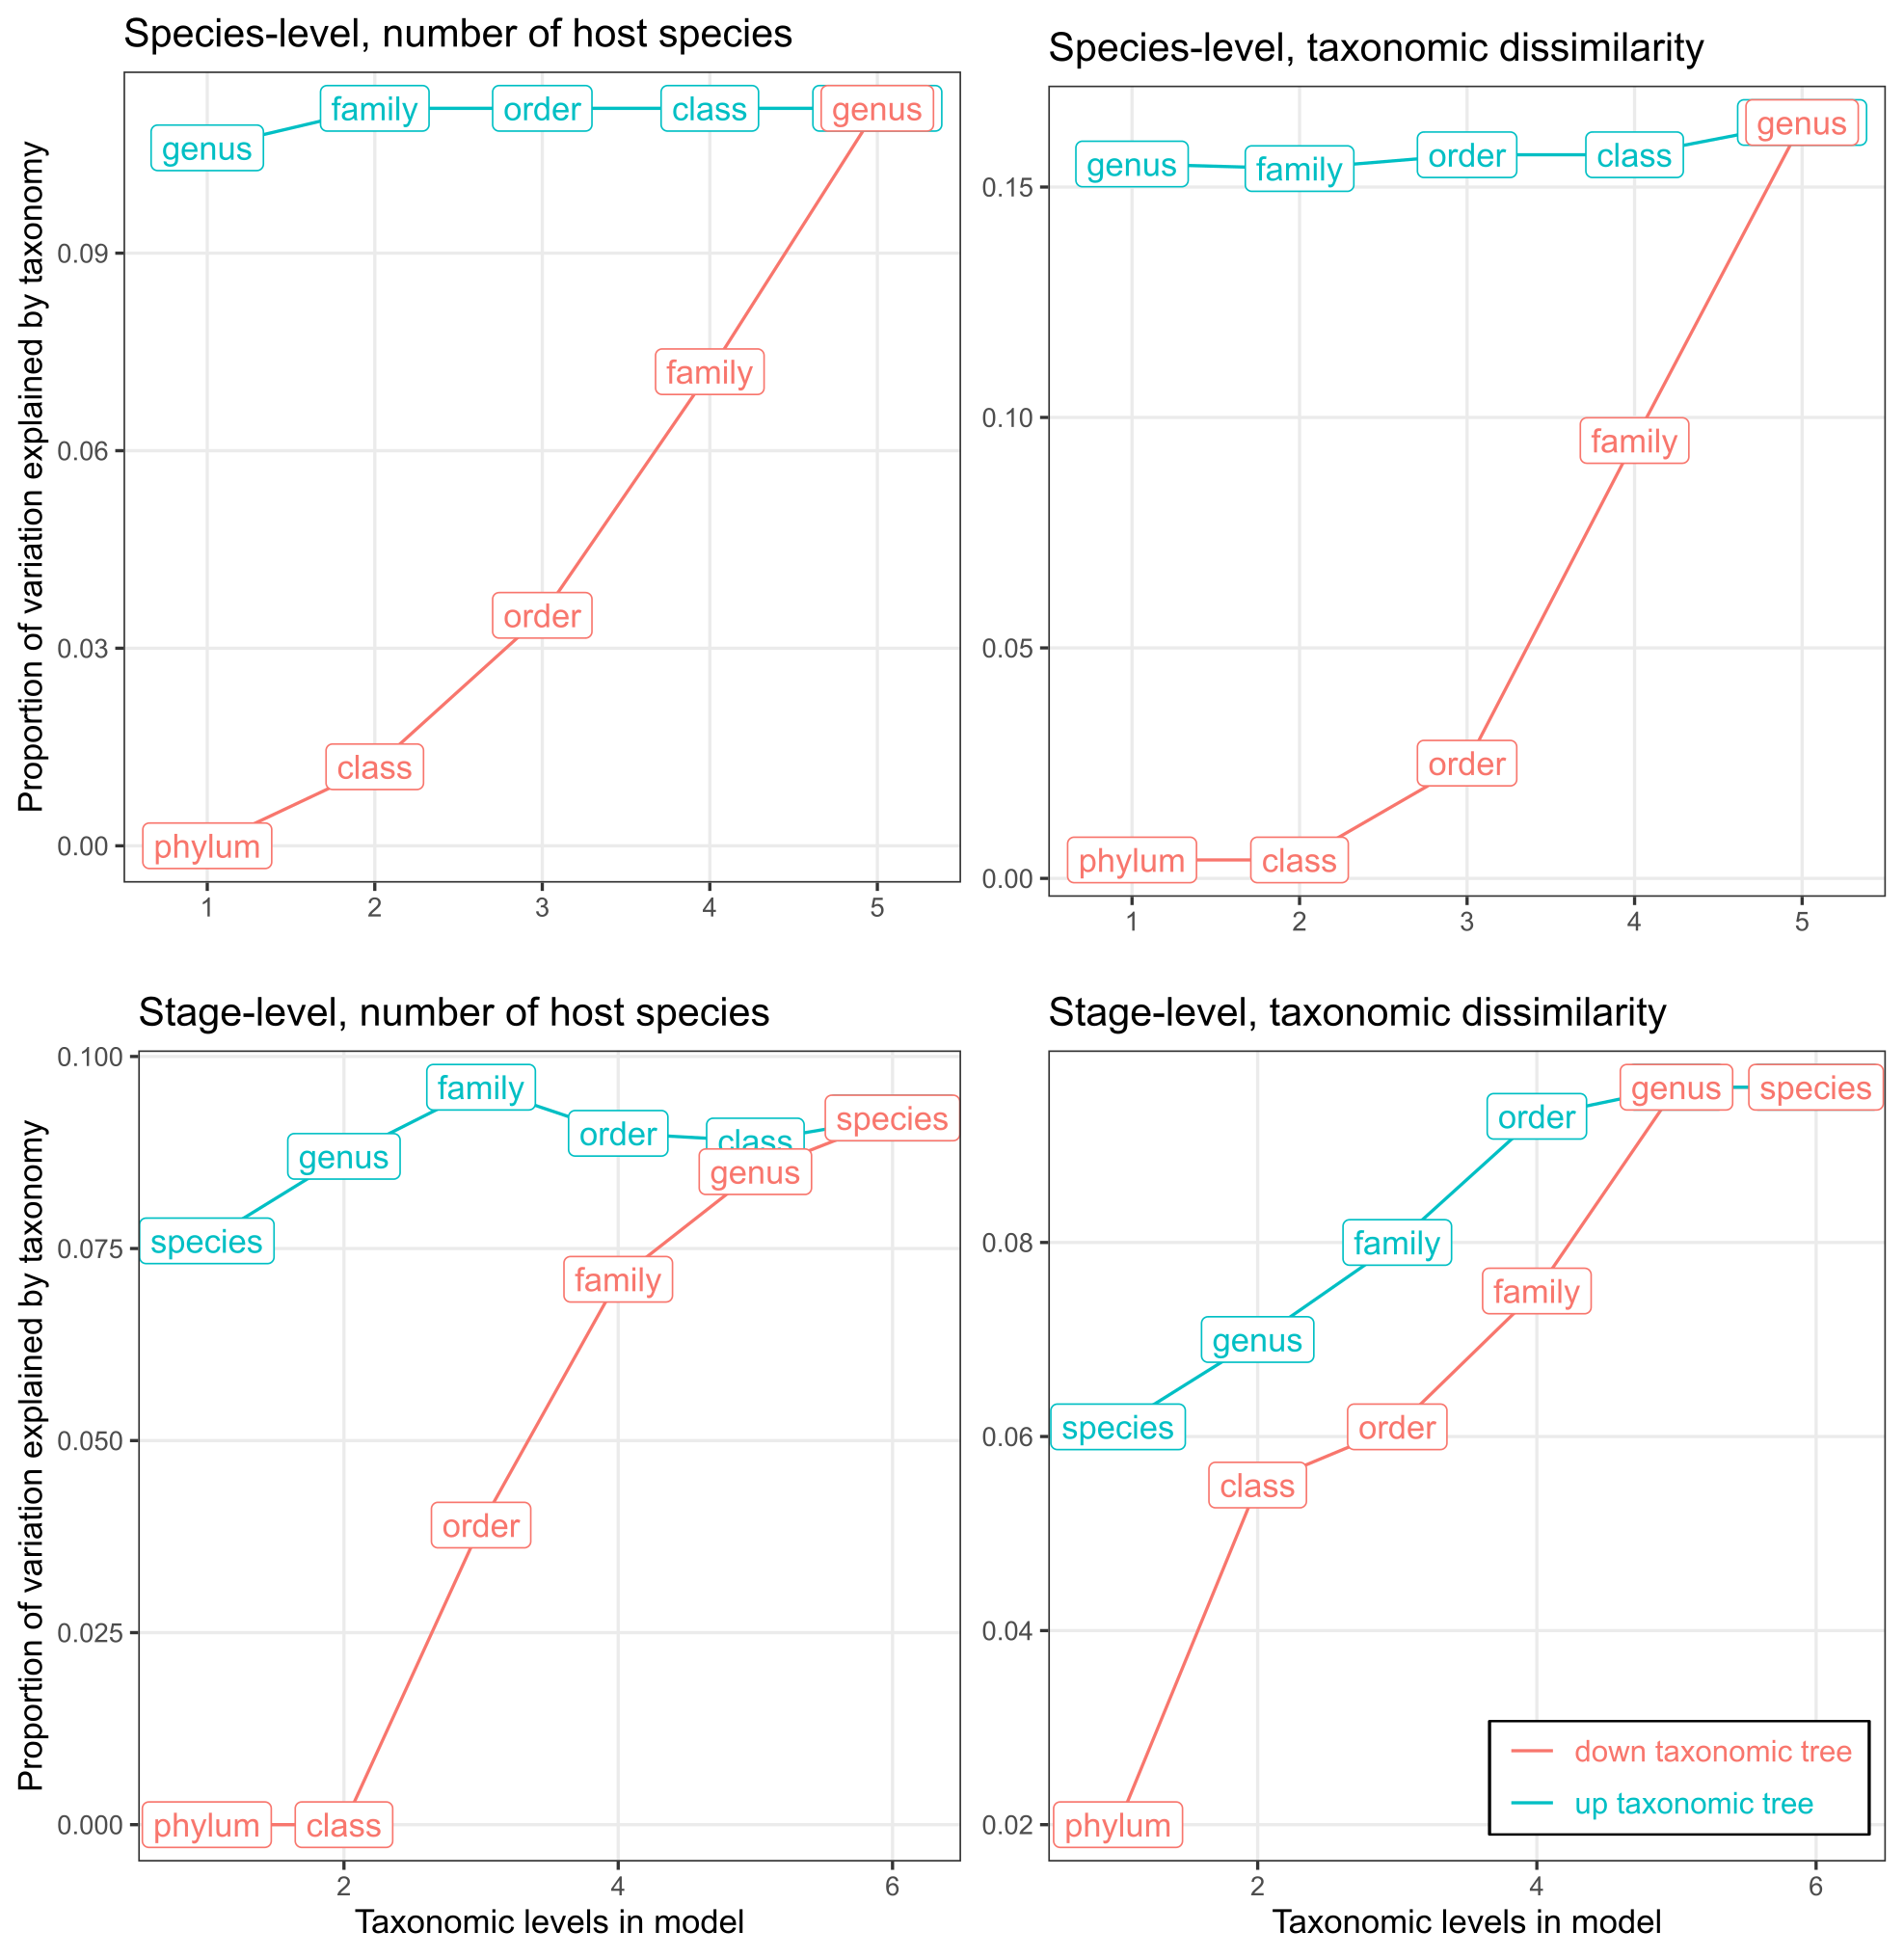 Species-level, number of host species
Proportion of variation explained by taxonomy
0.09
0.06
0.03
0.00
genus
family
order
class
genus
family
order
class
phylum
1 2 3 4 5
Species-level, taxonomic dissimilarity
0.15
0.10
0.05
0.00
genus
family
order
class
genus
family
order
phylum
class
1 2 3 4 5
Stage-level, number of host species
Proportion of variation explained by taxonomy
0.100
0.075
0.050
0.025
0.000
species
genus
family
order
class
species
genus
family
order
phylum
class
2 4 6
Taxonomic levels in model
Stage-level, taxonomic dissimilarity
0.08
0.06
0.04
0.02
species
genus
family
order
genus
species
family
order
class
phylum
down taxonomic tree
up taxonomic tree
2 4 6
Taxonomic levels in model